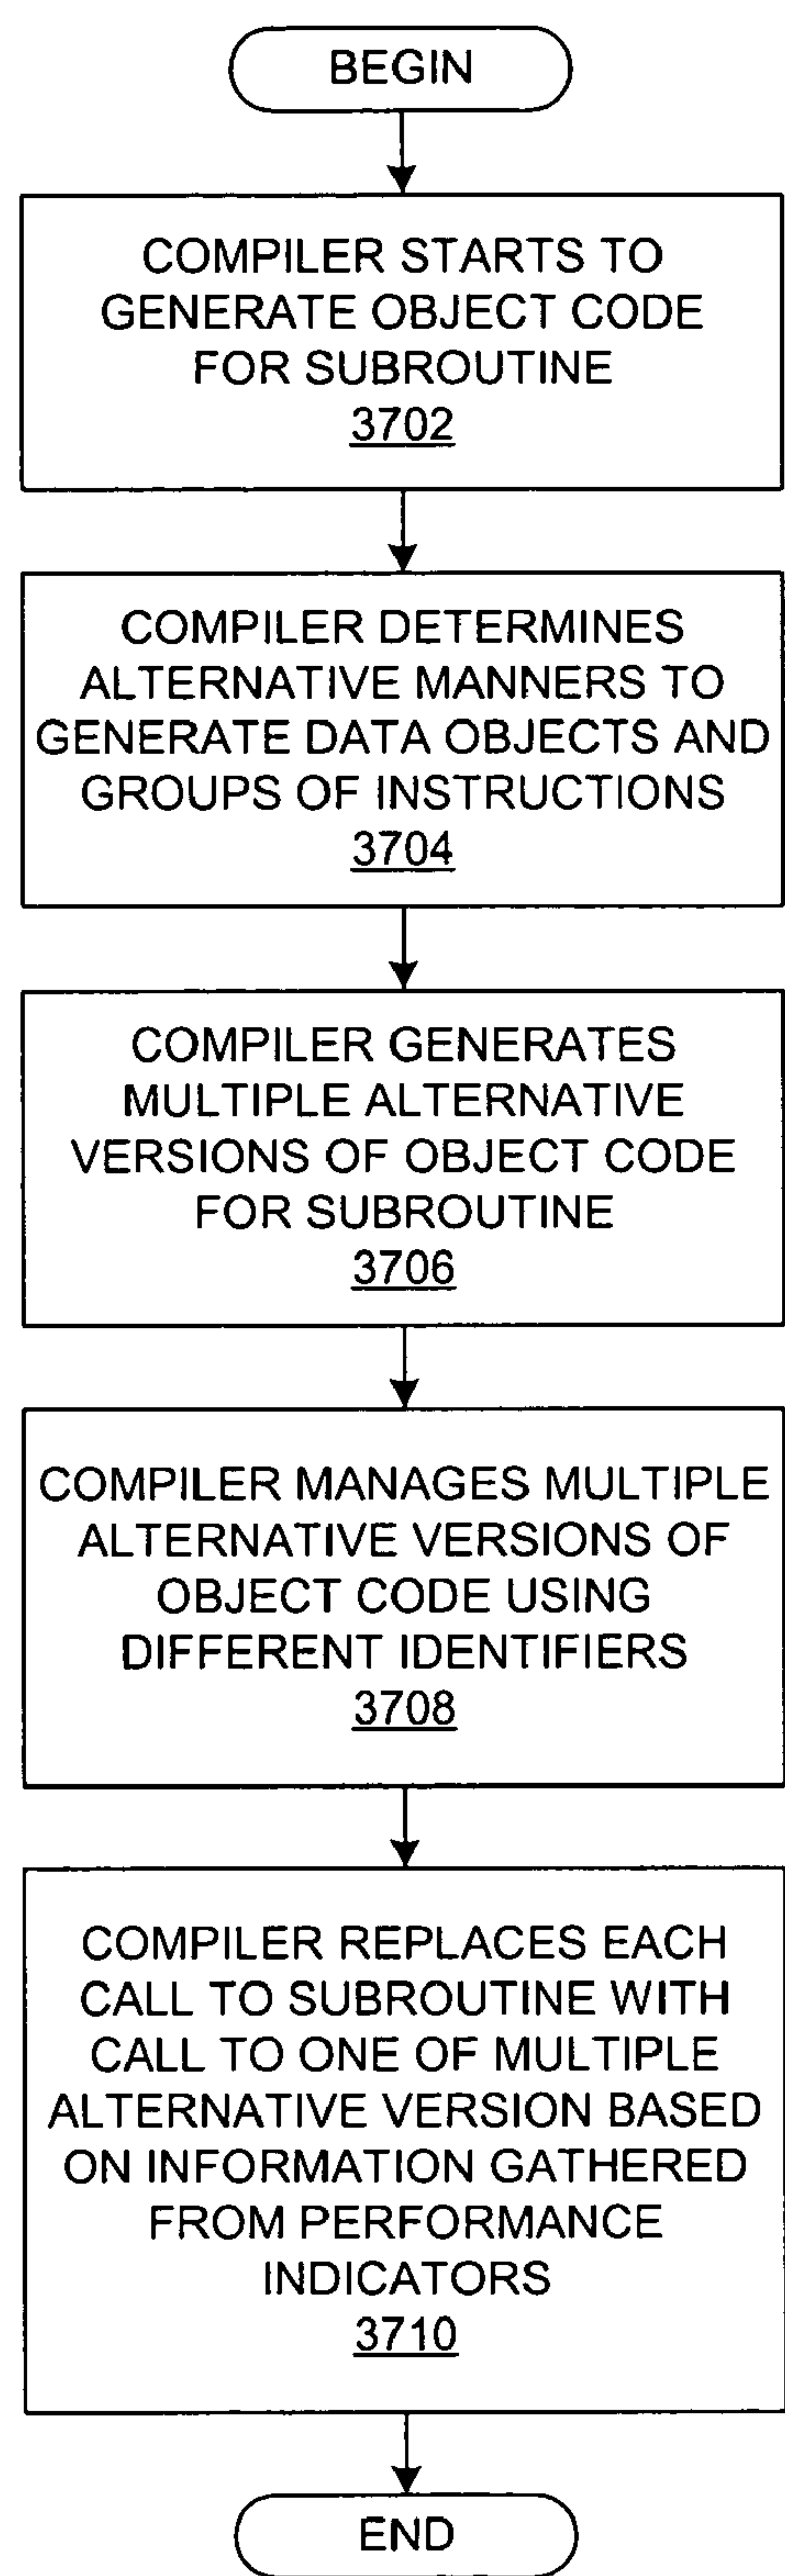 BEGIN
COMPILER STARTS TO
GENERATE OBJECT CODE
FOR SUBROUTINE
3702
COMPILER DETERMINES
ALTERNATIVE MANNERS TO
GENERATE DATA OBJECTS AND
GROUPS OF INSTRUCTIONS
3704
COMPILER GENERATES
MULTIPLE ALTERNATIVE
VERSIONS OF OBJECT CODE
FOR SUBROUTINE
3706
COMPILER MANAGES MULTIPLE
ALTERNATIVE VERSIONS OF
OBJECT CODE USING
DIFFERENT IDENTIFIERS
3708
COMPILER REPLACES EACH
CALL TO SUBROUTINE WITH
CALL TO ONE OF MULTIPLE
ALTERNATIVE VERSION BASED
ON INFORMATION GATHERED
FROM PERFORMANCE
INDICATORS
3710
END